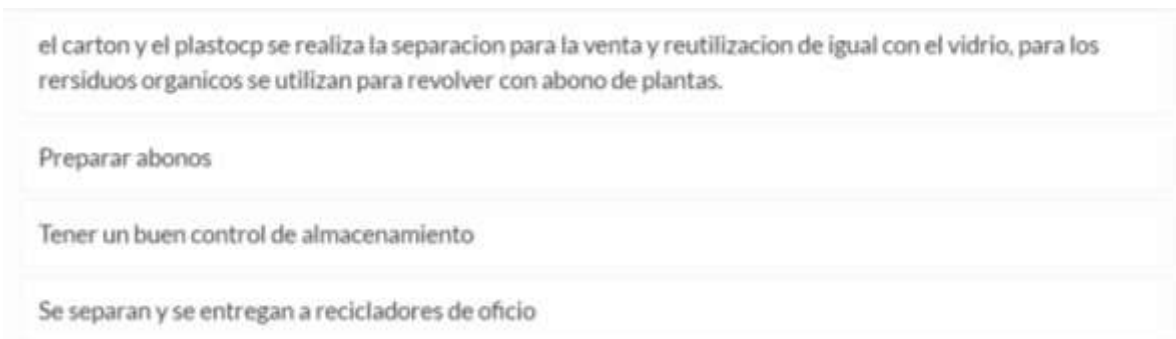 el carton y el plastocp se realiza la separacion para la venta y reutilizacion de igual con el vidrio, para los
rersiduos organicos se utilizan para revolver con abono de plantas.
Preparar abonos
Tener un buen control de almacenamiento
Se separan y se entregan a recicladores de oficio